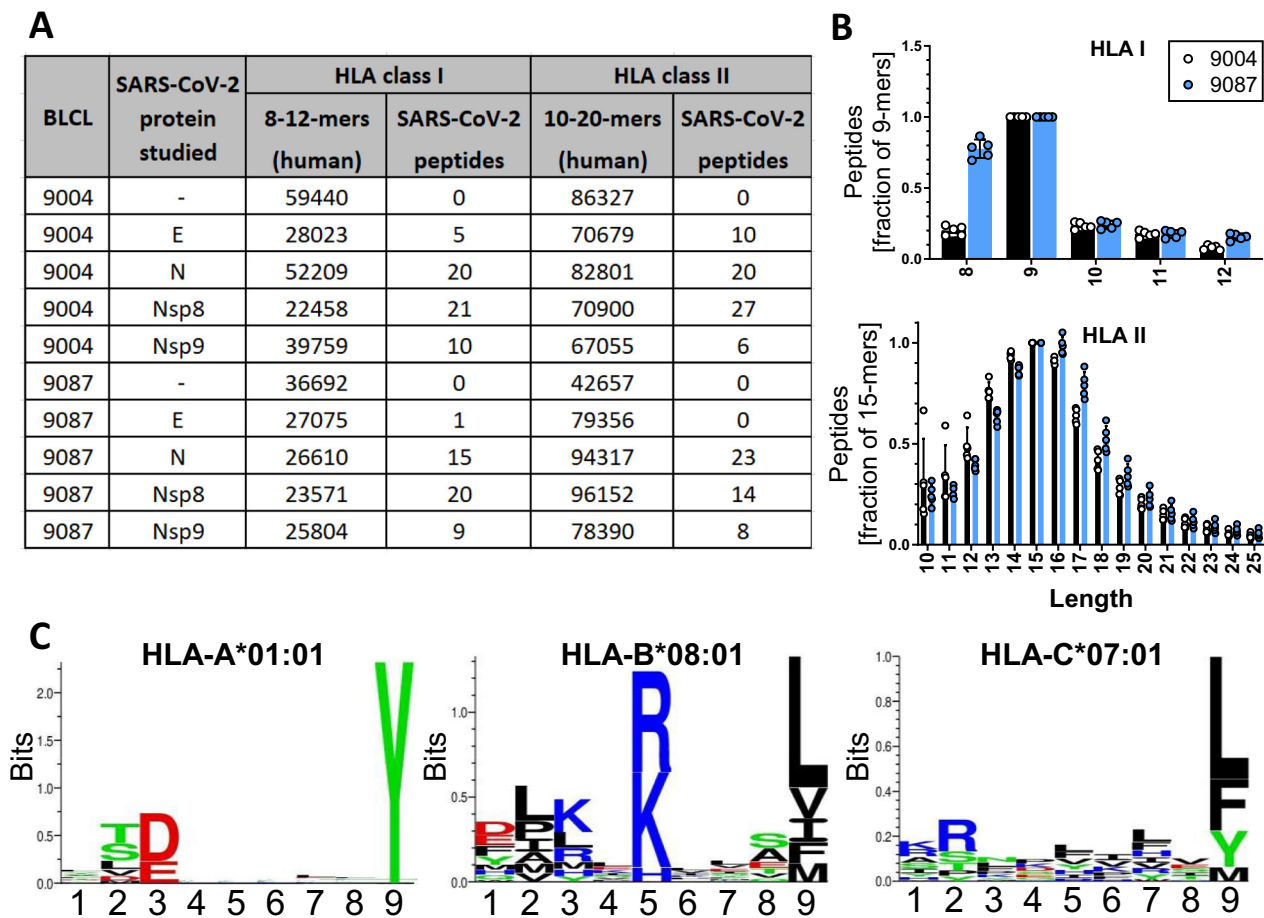 A
BLCL SARS-CoV-2 protein studied HLA class I HLA class II
8-12-mers (human) SARS-CoV-2 peptides 10-20-mers (human) SARS-CoV-2 peptides
9004 - 59440 0 86327 0
9004 E 28023 5 70679 10
9004 N 52209 20 82801 20
9004 Nsp8 22458 21 70900 27
9004 Nsp9 39759 10 67055 6
9087 - 36692 0 42657 0
9087 E 27075 1 79356 0
9087 N 26610 15 94317 23
9087 Nsp8 23571 20 96152 14
9087 Nsp9 25804 9 78390 8
B
HLA I
9004
9087
Peptides
[fraction of 9-mers]
1.5
1.0
0.5
0.0
8 9 10 11 12
HLA II
Peptides
[fraction of 15-mers]
1.0
0.5
0.0
10 11 12 13 14 15 16 17 18 19 20 21 22 23 24 25
Length
C
HLA-A*01:01
Bits
2.0
1.5
1.0
0.5
0.0
T D Y
S E
1 2 3 4 5 6 7 8 9
HLA-B*08:01
Bits
1.0
0.5
0.0
R L
D L K K S V
1 2 3 4 5 6 7 8 9
HLA-C*07:01
Bits
1.0
0.8
0.6
0.4
0.2
0.0
L
F
K R Y
1 2 3 4 5 6 7 8 9